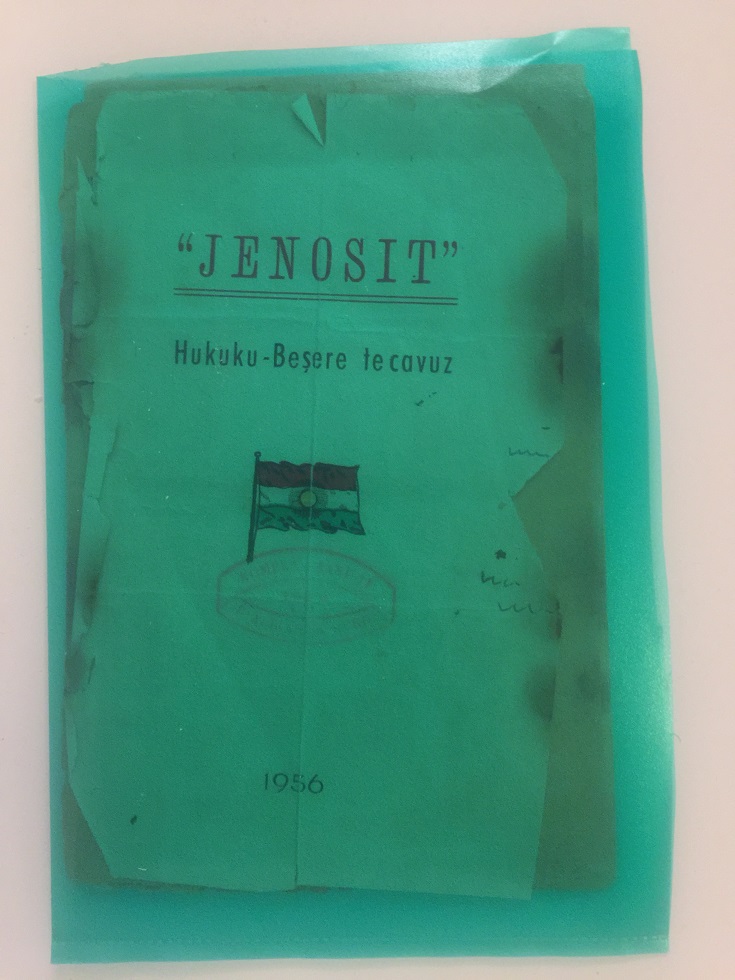 “JENOSIT”
Hukuku-Beşere tecavuz
1956